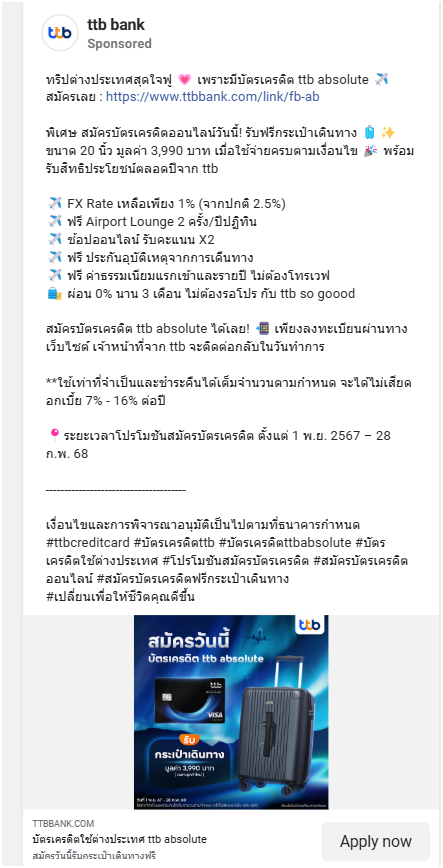 ttb bank
Sponsored
ทริปต่างประเทศสุดใจฟู 💗 เพราะมีบัตรเครดิต ttb absolute ✈️
สมัครเลย : https://www.ttbbank.com/link/fb-ab
พิเศษ สมัครบัตรเครดิตออนไลน์วันนี้! รับฟรีกระเป๋าเดินทาง 🧳 ✨
ขนาด 20 นิ้ว มูลค่า 3,990 บาท เมื่อใช้จ่ายครบตามเงื่อนไข 🎉 พร้อม
รับสิทธิประโยชน์ตลอดปีจาก ttb
✈️ FX Rate เหลือเพียง 1% (จากปกติ 2.5%)
✈️ ฟรี Airport Lounge 2 ครั้ง/ปีปฏิทิน
✈️ ช้อปออนไลน์ รับคะแนน X2
✈️ ฟรี ประกันอุบัติเหตุจากการเดินทาง
✈️ ฟรี ค่าธรรมเนียมแรกเข้าและรายปี ไม่ต้องโทรเวฟ
🛍️ ผ่อน 0% นาน 3 เดือน ไม่ต้องรอโปร กับ ttb so goood
สมัครบัตรเครดิต ttb absolute ได้เลย! 📲 เพียงลงทะเบียนผ่านทาง
เว็บไซต์ เจ้าหน้าที่จาก ttb จะติดต่อกลับในวันทำการ
**ใช้เท่าที่จำเป็นและชำระคืนได้เต็มจำนวนตามกำหนด จะได้ไม่เสียด
อกเบี้ย 7% - 16% ต่อปี
📍ระยะเวลาโปรโมชันสมัครบัตรเครดิต ตั้งแต่ 1 พ.ย. 2567 – 28
ก.พ. 68
------------------------------------
เงื่อนไขและการพิจารณาอนุมัติเป็นไปตามที่ธนาคารกำหนด
#ttbcreditcard #บัตรเครดิตttb #บัตรเครดิตttbabsolute #บัตร
เครดิตใช้ต่างประเทศ #โปรโมชันสมัครบัตรเครดิต #สมัครบัตรเครดิต
ออนไลน์ #สมัครบัตรเครดิตฟรีกระเป๋าเดินทาง
#เปลี่ยนเพื่อให้ชีวิตคุณดีขึ้น
ttb
สมัครวันนี้
บัตรเครดิต ttb absolute
ttb
VISA
รับ
กระเป๋าเดินทาง
มูลค่า 3,990 บาท
วันที่ 1 พ.ย. 67 - 28 ก.พ. 68
TTBBANK.COM
บัตรเครดิตใช้ต่างประเทศ ttb absolute
สมัครวันนี้รับกระเป๋าเดินทางฟรี
Apply now